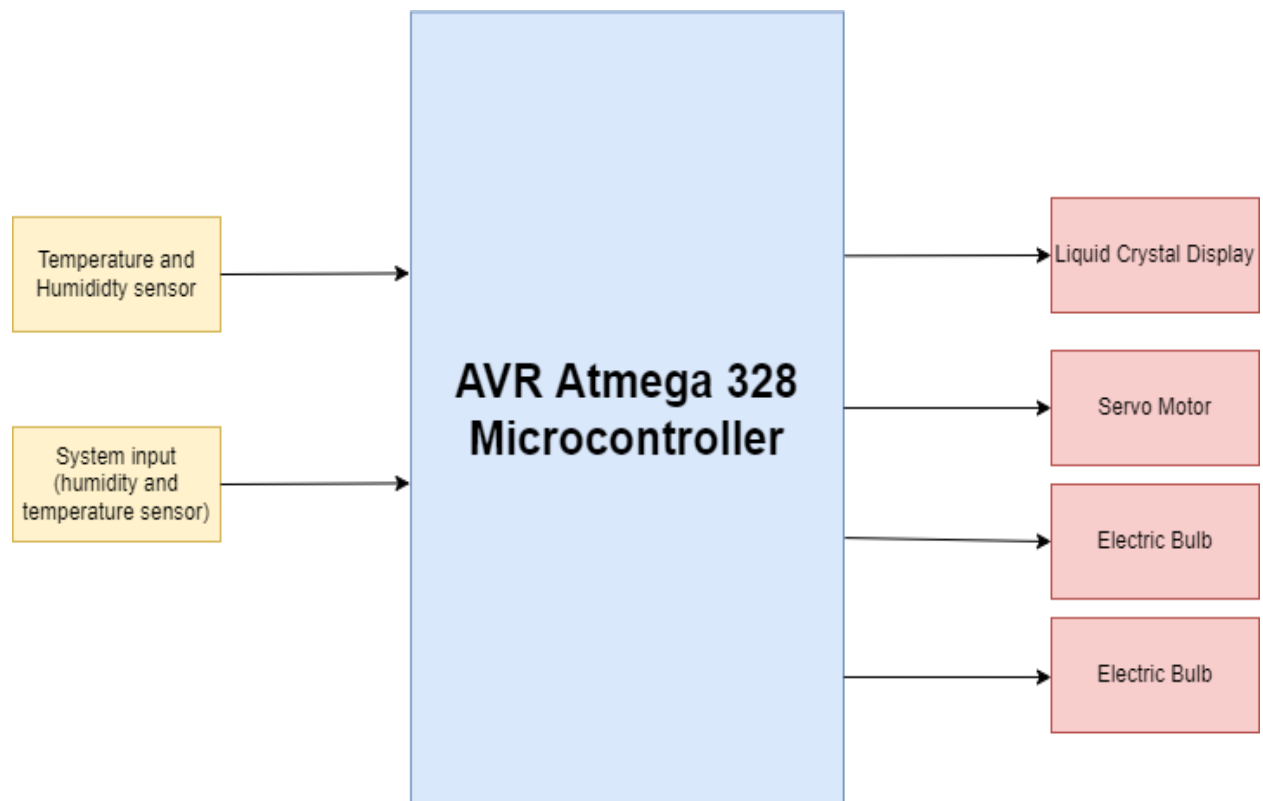 Temperature and
Humididty sensor
System input
(humidity and
temperature sensor)
AVR Atmega 328
Microcontroller
Liquid Crystal Display
Servo Motor
Electric Bulb
Electric Bulb